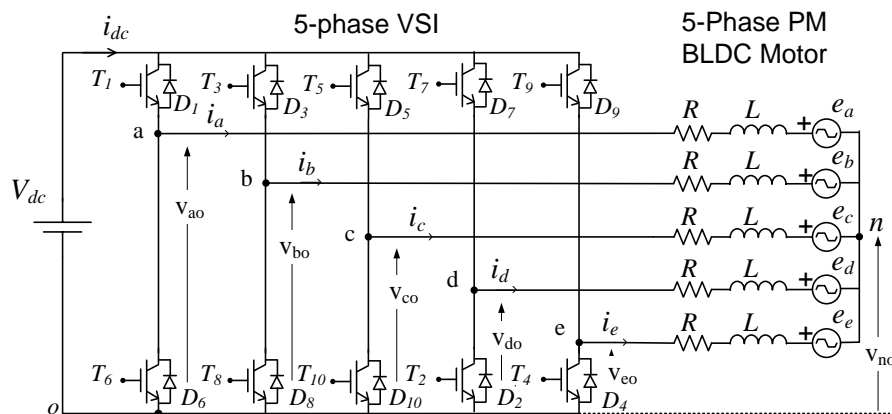 5-phase VSI
5-Phase PM
BLDC Motor
i_dc
T_1 T_3 T_5 T_7 T_9
D_1 D_3 D_5 D_7 D_9
a i_a R L + e_a
b i_b R L + e_b
V_dc
v_ao
v_bo
c i_c R L + e_c n
v_co
d i_d R L + e_d
v_do
e i_e R L + e_e
v_eo
v_no
T_6 T_8 T_10 T_2 T_4
o D_6 D_8 D_10 D_2 D_4